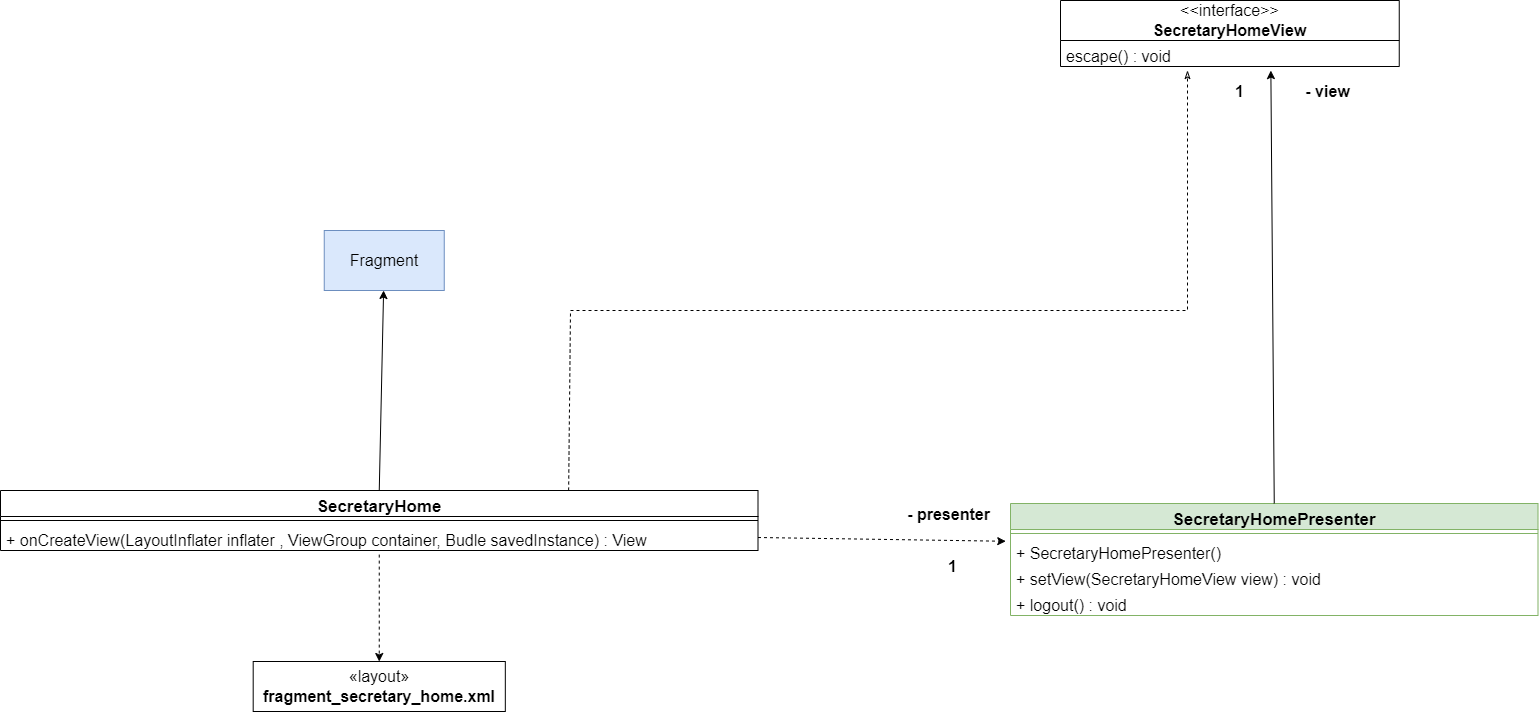 <<interface>>
SecretaryHomeView
escape() : void
1
- view
Fragment
SecretaryHome
+ onCreateView(LayoutInflater inflater , ViewGroup container, Budle savedInstance) : View
- presenter
1
SecretaryHomePresenter
+ SecretaryHomePresenter()
+ setView(SecretaryHomeView view) : void
+ logout() : void
«layout»
fragment_secretary_home.xml